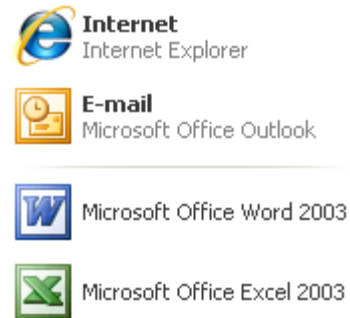 Internet
Internet Explorer
E-mail
Microsoft Office Outlook
Microsoft Office Word 2003
Microsoft Office Excel 2003